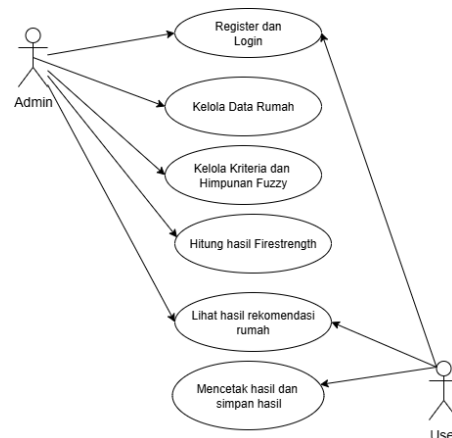 Register dan
Login
Admin
Kelola Data Rumah
Kelola Kriteria dan
Himpunan Fuzzy
Hitung hasil Firestrength
Lihat hasil rekomendasi
rumah
Mencetak hasil dan
simpan hasil
Use